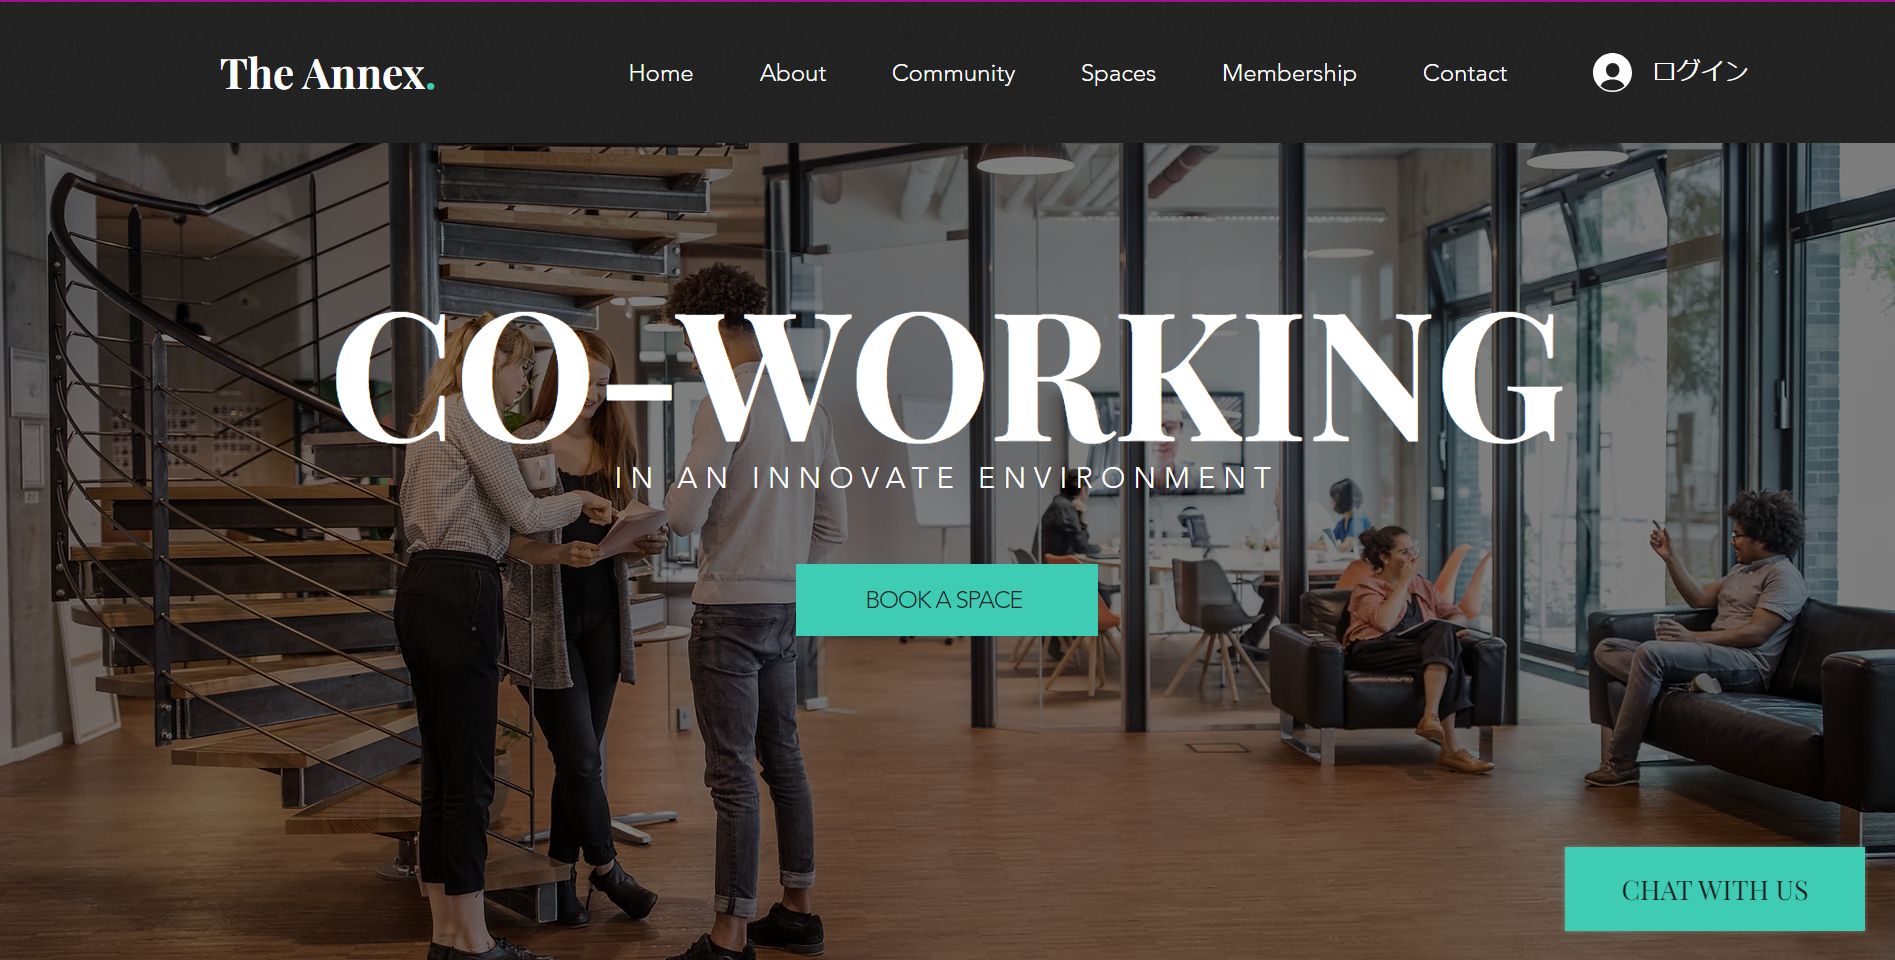 The Annex.
Home About Community Spaces Membership Contact ログイン
CO-WORKING
IN AN INNOVATE ENVIRONMENT
BOOK A SPACE
CHAT WITH US